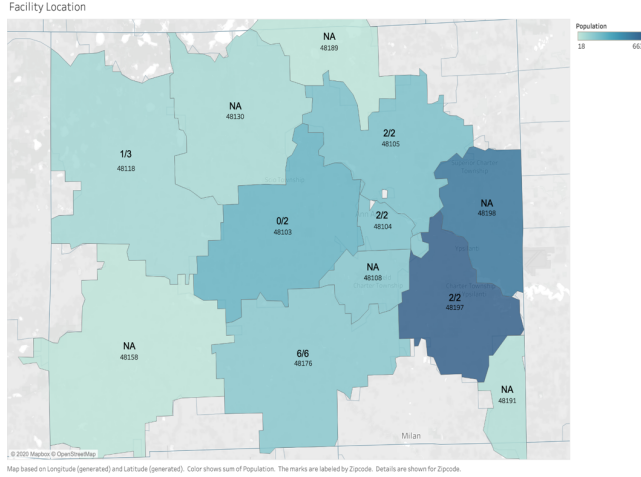 Facility Location
Population
18
NA
48189
NA
48130
2/2
48105
1/3
48118
NA
48198
0/2
48103
2/2
48104
NA
48108
2/2
48197
NA
48158
6/6
48176
NA
48191
Milan
© 2020 Mapbox © OpenStreetMap
Map based on Longitude (generated) and Latitude (generated). Color shows sum of Population. The marks are labeled by Zipcode. Details are shown for Zipcode.